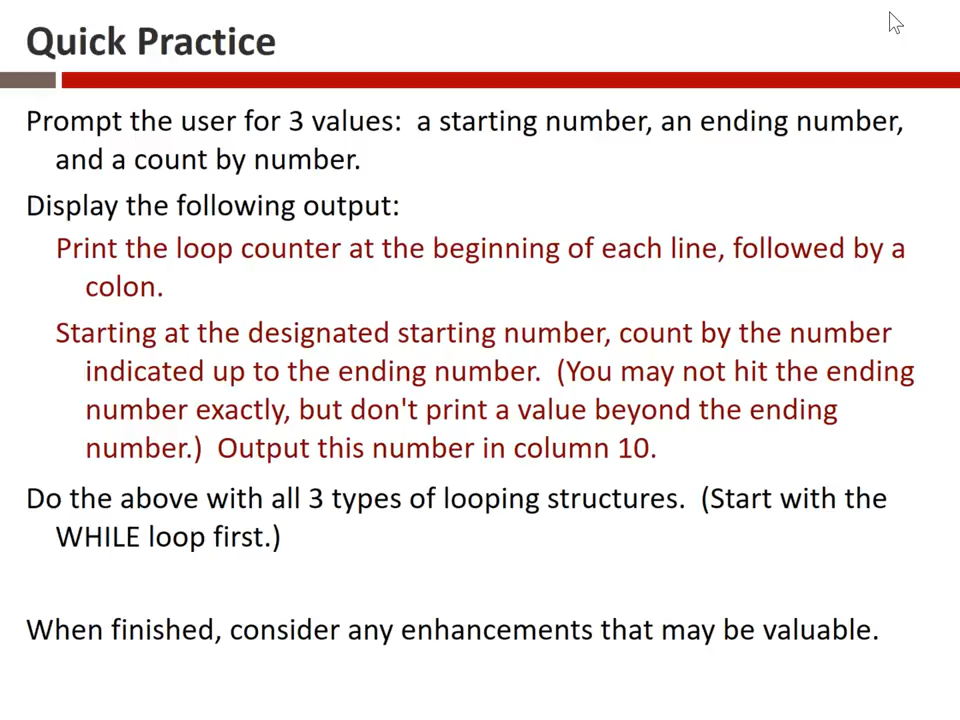 Quick Practice
Prompt the user for 3 values:  a starting number, an ending number,
and a count by number.
Display the following output:
Print the loop counter at the beginning of each line, followed by a
colon.
Starting at the designated starting number, count by the number
indicated up to the ending number.  (You may not hit the ending
number exactly, but don't print a value beyond the ending
number.)  Output this number in column 10.
Do the above with all 3 types of looping structures.  (Start with the
WHILE loop first.)
When finished, consider any enhancements that may be valuable.